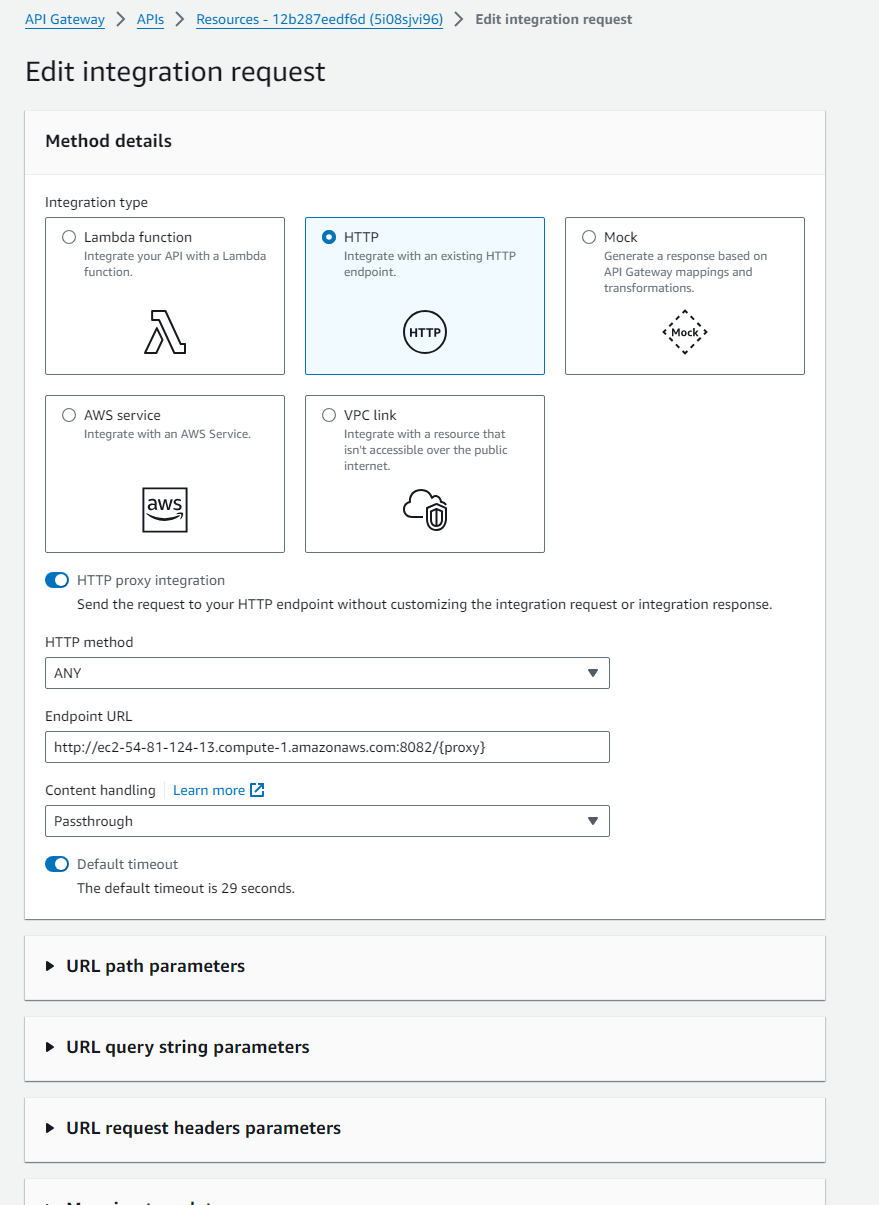 API Gateway > APIs > Resources - 12b287eedf6d (5i08sjvi96) > Edit integration request
Edit integration request
Method details
Integration type
Lambda function
Integrate your API with a Lambda
function.
HTTP
Integrate with an existing HTTP
endpoint.
HTTP
Mock
Generate a response based on
API Gateway mappings and
transformations.
Mock
AWS service
Integrate with an AWS Service.
aws
VPC link
Integrate with a resource that
isn't accessible over the public
internet.
HTTP proxy integration
Send the request to your HTTP endpoint without customizing the integration request or integration response.
HTTP method
ANY
Endpoint URL
http://ec2-54-81-124-13.compute-1.amazonaws.com:8082/{proxy}
Content handling Learn more
Passthrough
Default timeout
The default timeout is 29 seconds.
URL path parameters
URL query string parameters
URL request headers parameters